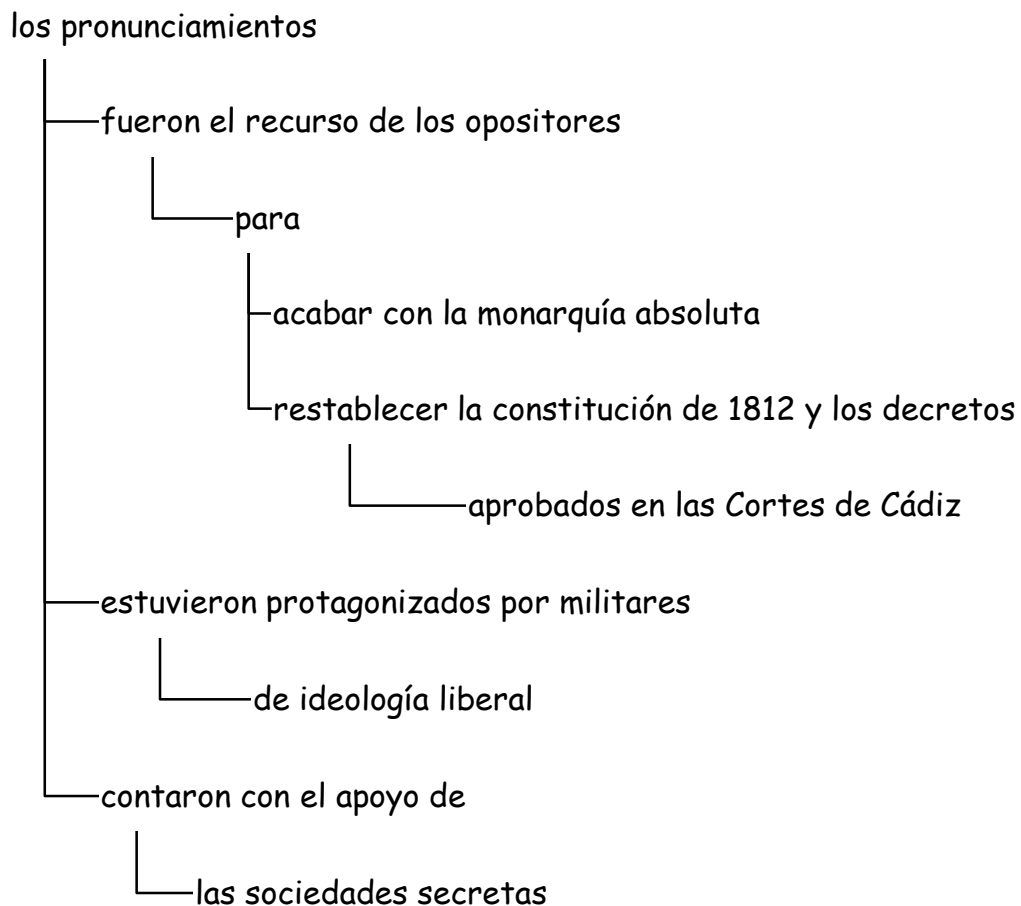 los pronunciamientos
fueron el recurso de los opositores
para
acabar con la monarquía absoluta
restablecer la constitución de 1812 y los decretos
aprobados en las Cortes de Cádiz
estuvieron protagonizados por militares
de ideología liberal
contaron con el apoyo de
las sociedades secretas